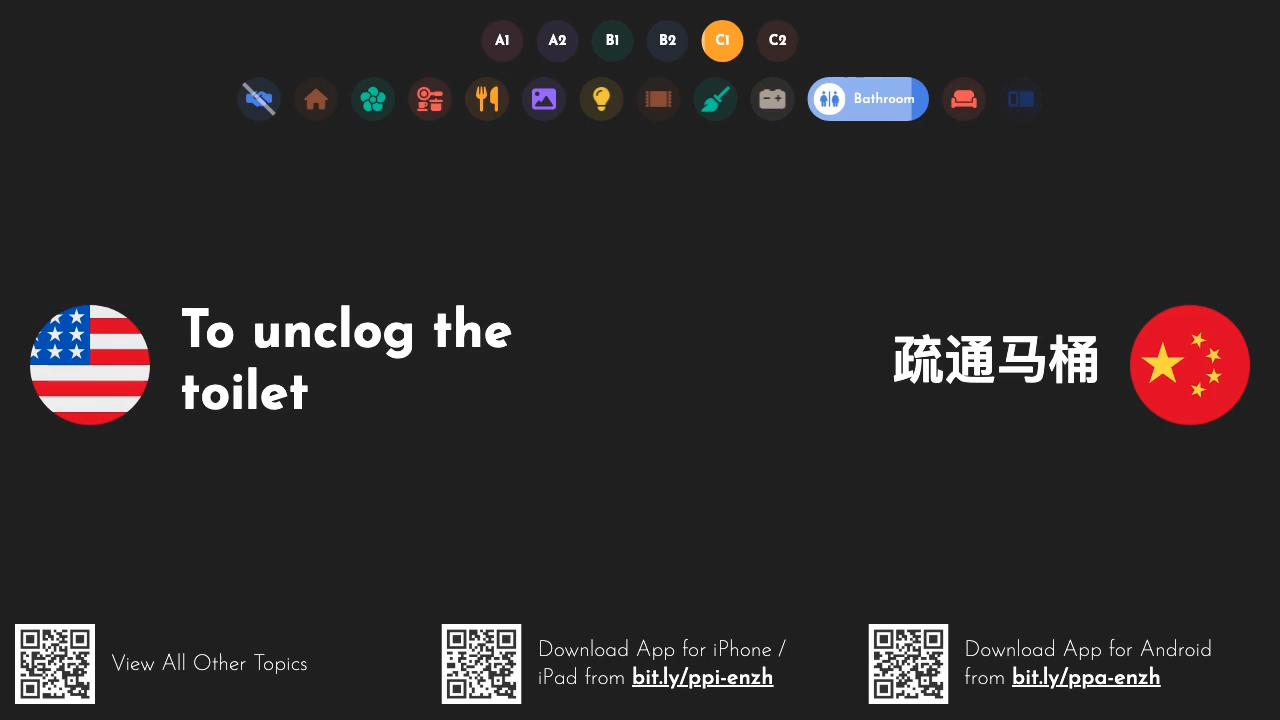 A1 A2 B1 B2 C1 C2
Bathroom
To unclog the
toilet
疏通马桶
View All Other Topics
Download App for iPhone /
iPad from bit.ly/ppi-enzh
Download App for Android
from bit.ly/ppa-enzh